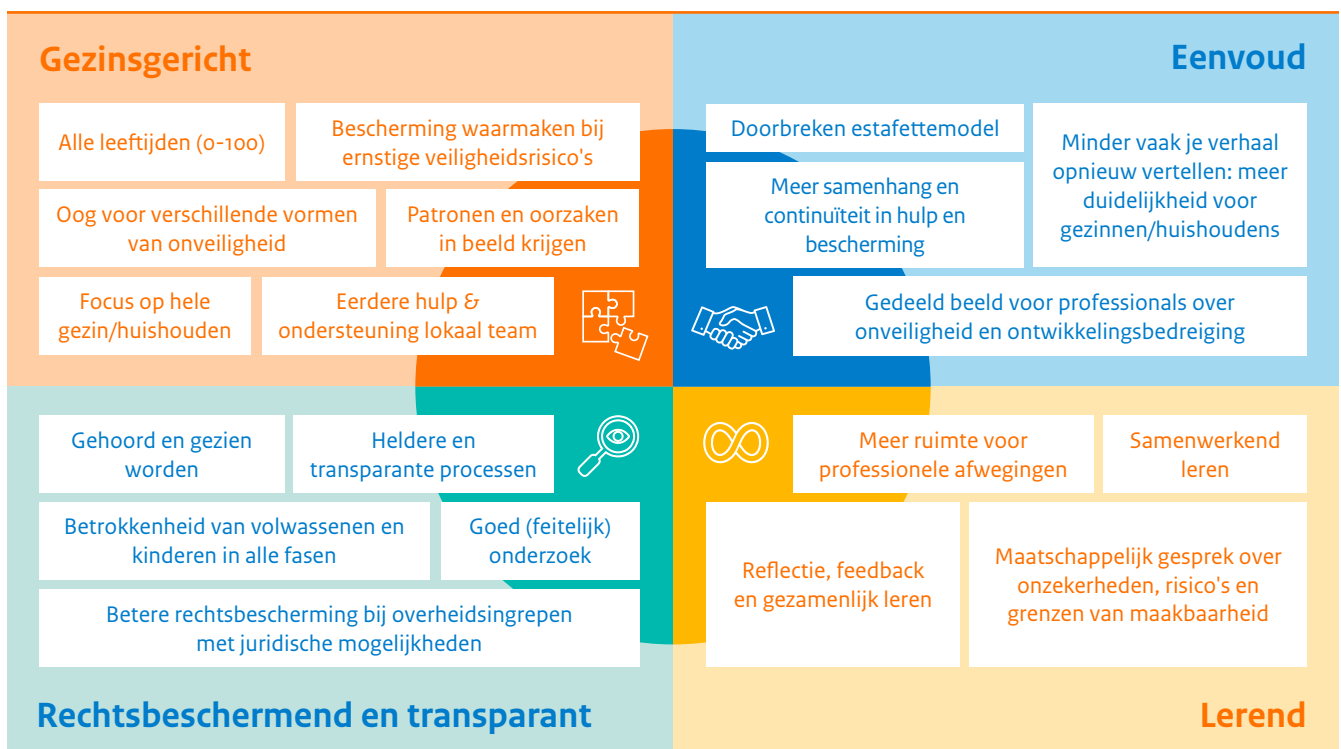 Gezinsgericht
Alle leeftijden (0-100)
Bescherming waarmaken bij
ernstige veiligheidsrisico's
Oog voor verschillende vormen
van onveiligheid
Patronen en oorzaken
in beeld krijgen
Focus op hele
gezin/huishouden
Eerdere hulp &
ondersteuning lokaal team
Eenvoud
Doorbreken estafettemodel
Meer samenhang en
continuïteit in hulp en
bescherming
Minder vaak je verhaal
opnieuw vertellen: meer
duidelijkheid voor
gezinnen/huishoudens
Gedeeld beeld voor professionals over
onveiligheid en ontwikkelingsbedreiging
Gehoord en gezien
worden
Heldere en
transparante processen
Betrokkenheid van volwassenen en
kinderen in alle fasen
Goed (feitelijk)
onderzoek
Betere rechtsbescherming bij overheidsingrepen
met juridische mogelijkheden
Rechtsbeschermend en transparant
Meer ruimte voor
professionele afwegingen
Samenwerkend
leren
Reflectie, feedback
en gezamenlijk leren
Maatschappelijk gesprek over
onzekerheden, risico's en
grenzen van maakbaarheid
Lerend